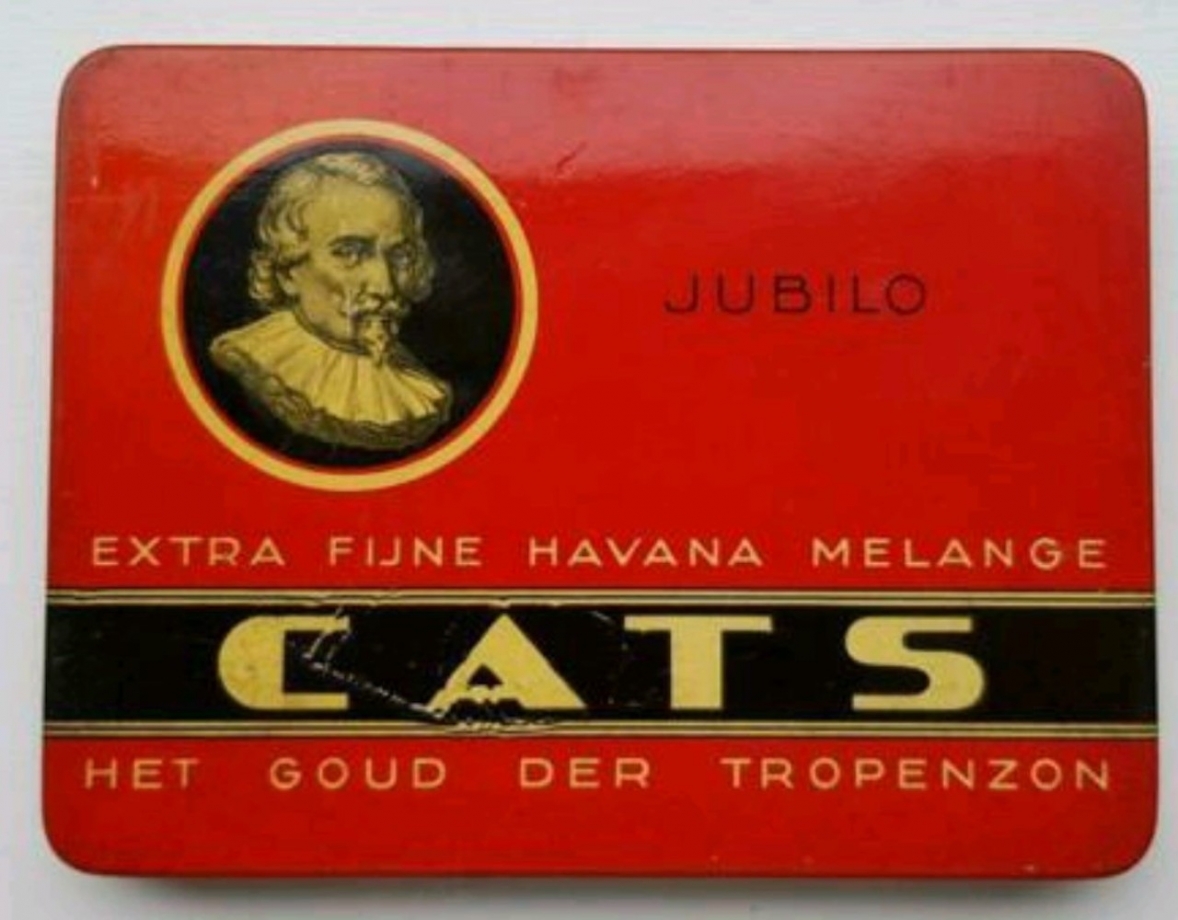 JUBILO
EXTRA FIJNE HAVANA MELANGE
CATS
HET GOUD DER TROPENZON